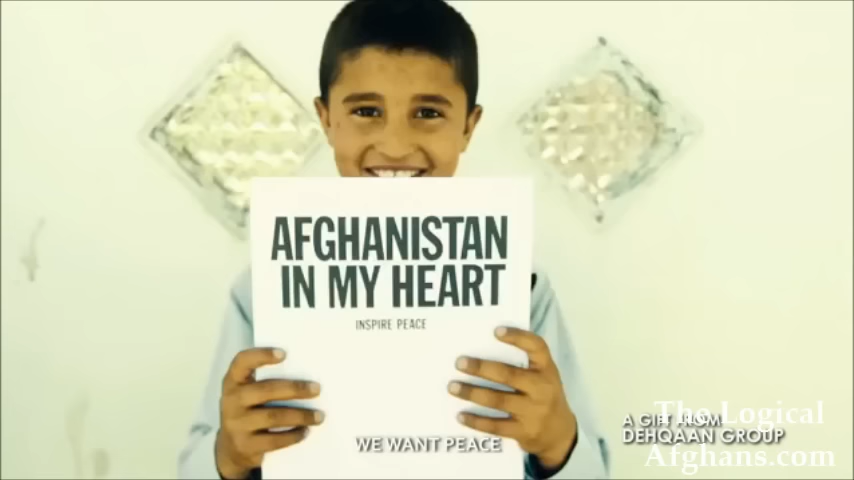 AFGHANISTAN
IN MY HEART
INSPIRE PEACE
WE WANT PEACE
A GIFT FROM
DEHQAAN GROUP
The Logical
Afghans.com